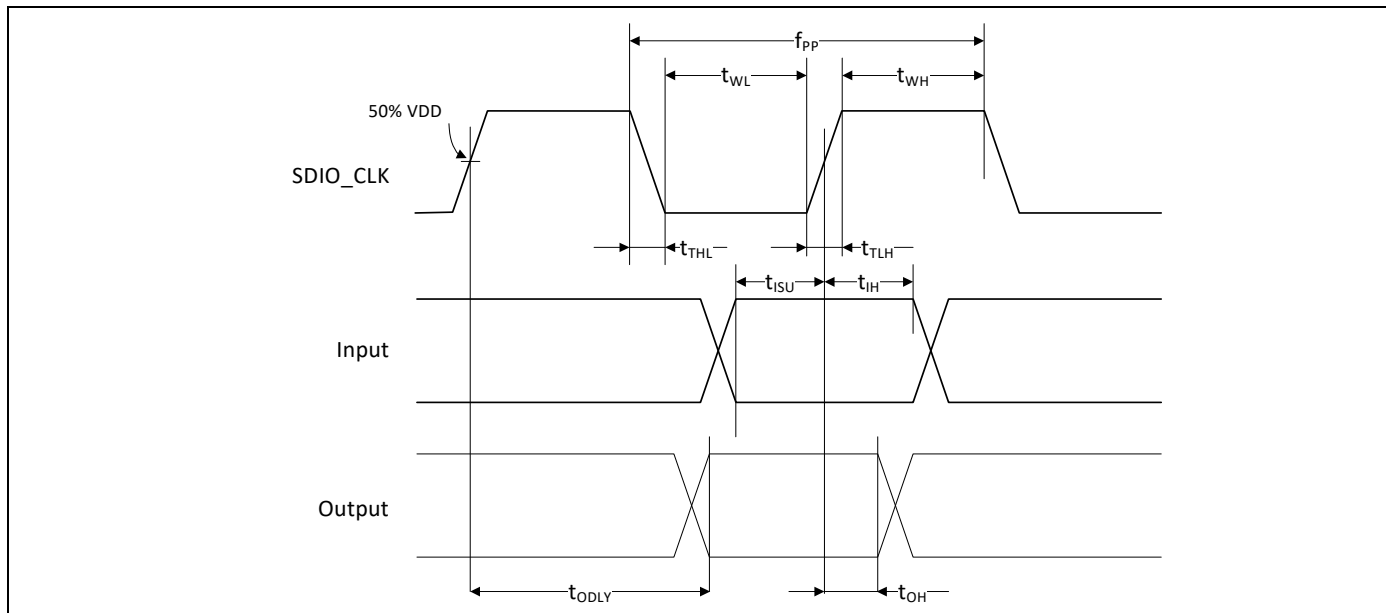 fPP
tWL
tWH
50% VDD
SDIO_CLK
tTHL
tTLH
tISU
tIH
Input
Output
tODLY
tOH